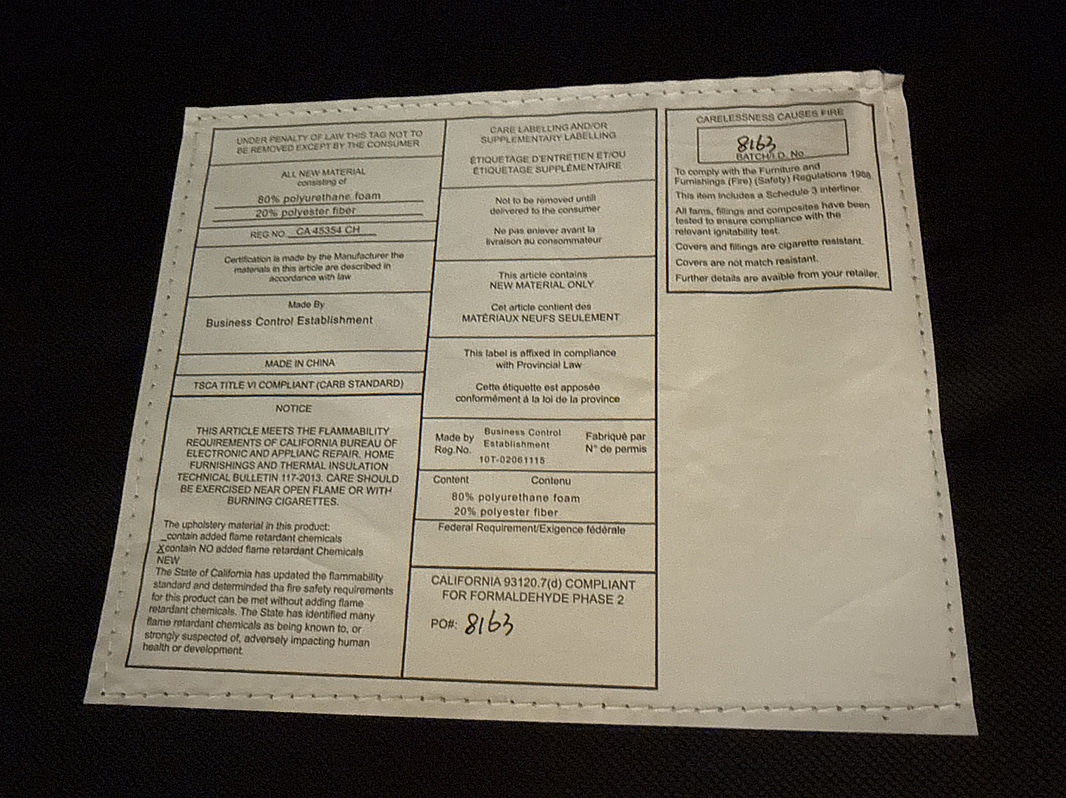 UNDER PENALTY OF LAW THIS TAG NOT TO
BE REMOVED EXCEPT BY THE CONSUMER
ALL NEW MATERIAL
consisting of
80% polyurethane foam
20% polyester fiber
REG NO. CA 45354 CH
Certification is made by the Manufacturer the
materials in this article are described in
accordance with law
Made By
Business Control Establishment
MADE IN CHINA
TSCA TITLE VI COMPLIANT (CARB STANDARD)
NOTICE
THIS ARTICLE MEETS THE FLAMMABILITY
REQUIREMENTS OF CALIFORNIA BUREAU OF
ELECTRONIC AND APPLIANC REPAIR, HOME
FURNISHINGS AND THERMAL INSULATION
TECHNICAL BULLETIN 117-2013. CARE SHOULD
BE EXERCISED NEAR OPEN FLAME OR WITH
BURNING CIGARETTES.
The upholstery material in this product:
_contain added flame retardant chemicals
Xcontain NO added flame retardant Chemicals
NEW
The State of California has updated the flammability
standard and determinded tha fire safety requirements
for this product can be met without adding flame
retardant chemicals. The State has identified many
flame retardant chemicals as being known to, or
strongly suspected of, adversely impacting human
health or development.
CARE LABELLING AND/OR
SUPPLEMENTARY LABELLING
ÉTIQUETAGE D'ENTRETIEN ET/OU
ÉTIQUETAGE SUPPLÉMENTAIRE
Not to be removed untill
delivered to the consumer
Ne pas enlever avant la
livraison au consommateur
This article contains
NEW MATERIAL ONLY
Cet article contient des
MATÉRIAUX NEUFS SEULEMENT
This label is affixed in compliance
with Provincial Law
Cette étiquette est apposée
conformément à la loi de la province
Made by Business Control Fabriqué par
Reg.No. Establishment N° de permis
10T-02061115
Content Contenu
80% polyurethane foam
20% polyester fiber
Federal Requirement/Exigence fédérale
CALIFORNIA 93120.7(d) COMPLIANT
FOR FORMALDEHYDE PHASE 2
PO#: 8163
CARELESSNESS CAUSES FIRE
8163
BATCH/I.D. No.
To comply with the Furniture and
Furnishings (Fire) (Safety) Regulations 1988.
This item includes a Schedule 3 interliner.
All fams, fillings and composites have been
tested to ensure compliance with the
relevant ignitability test.
Covers and fillings are cigarette resistant.
Covers are not match resistant.
Further details are avaible from your retailer.